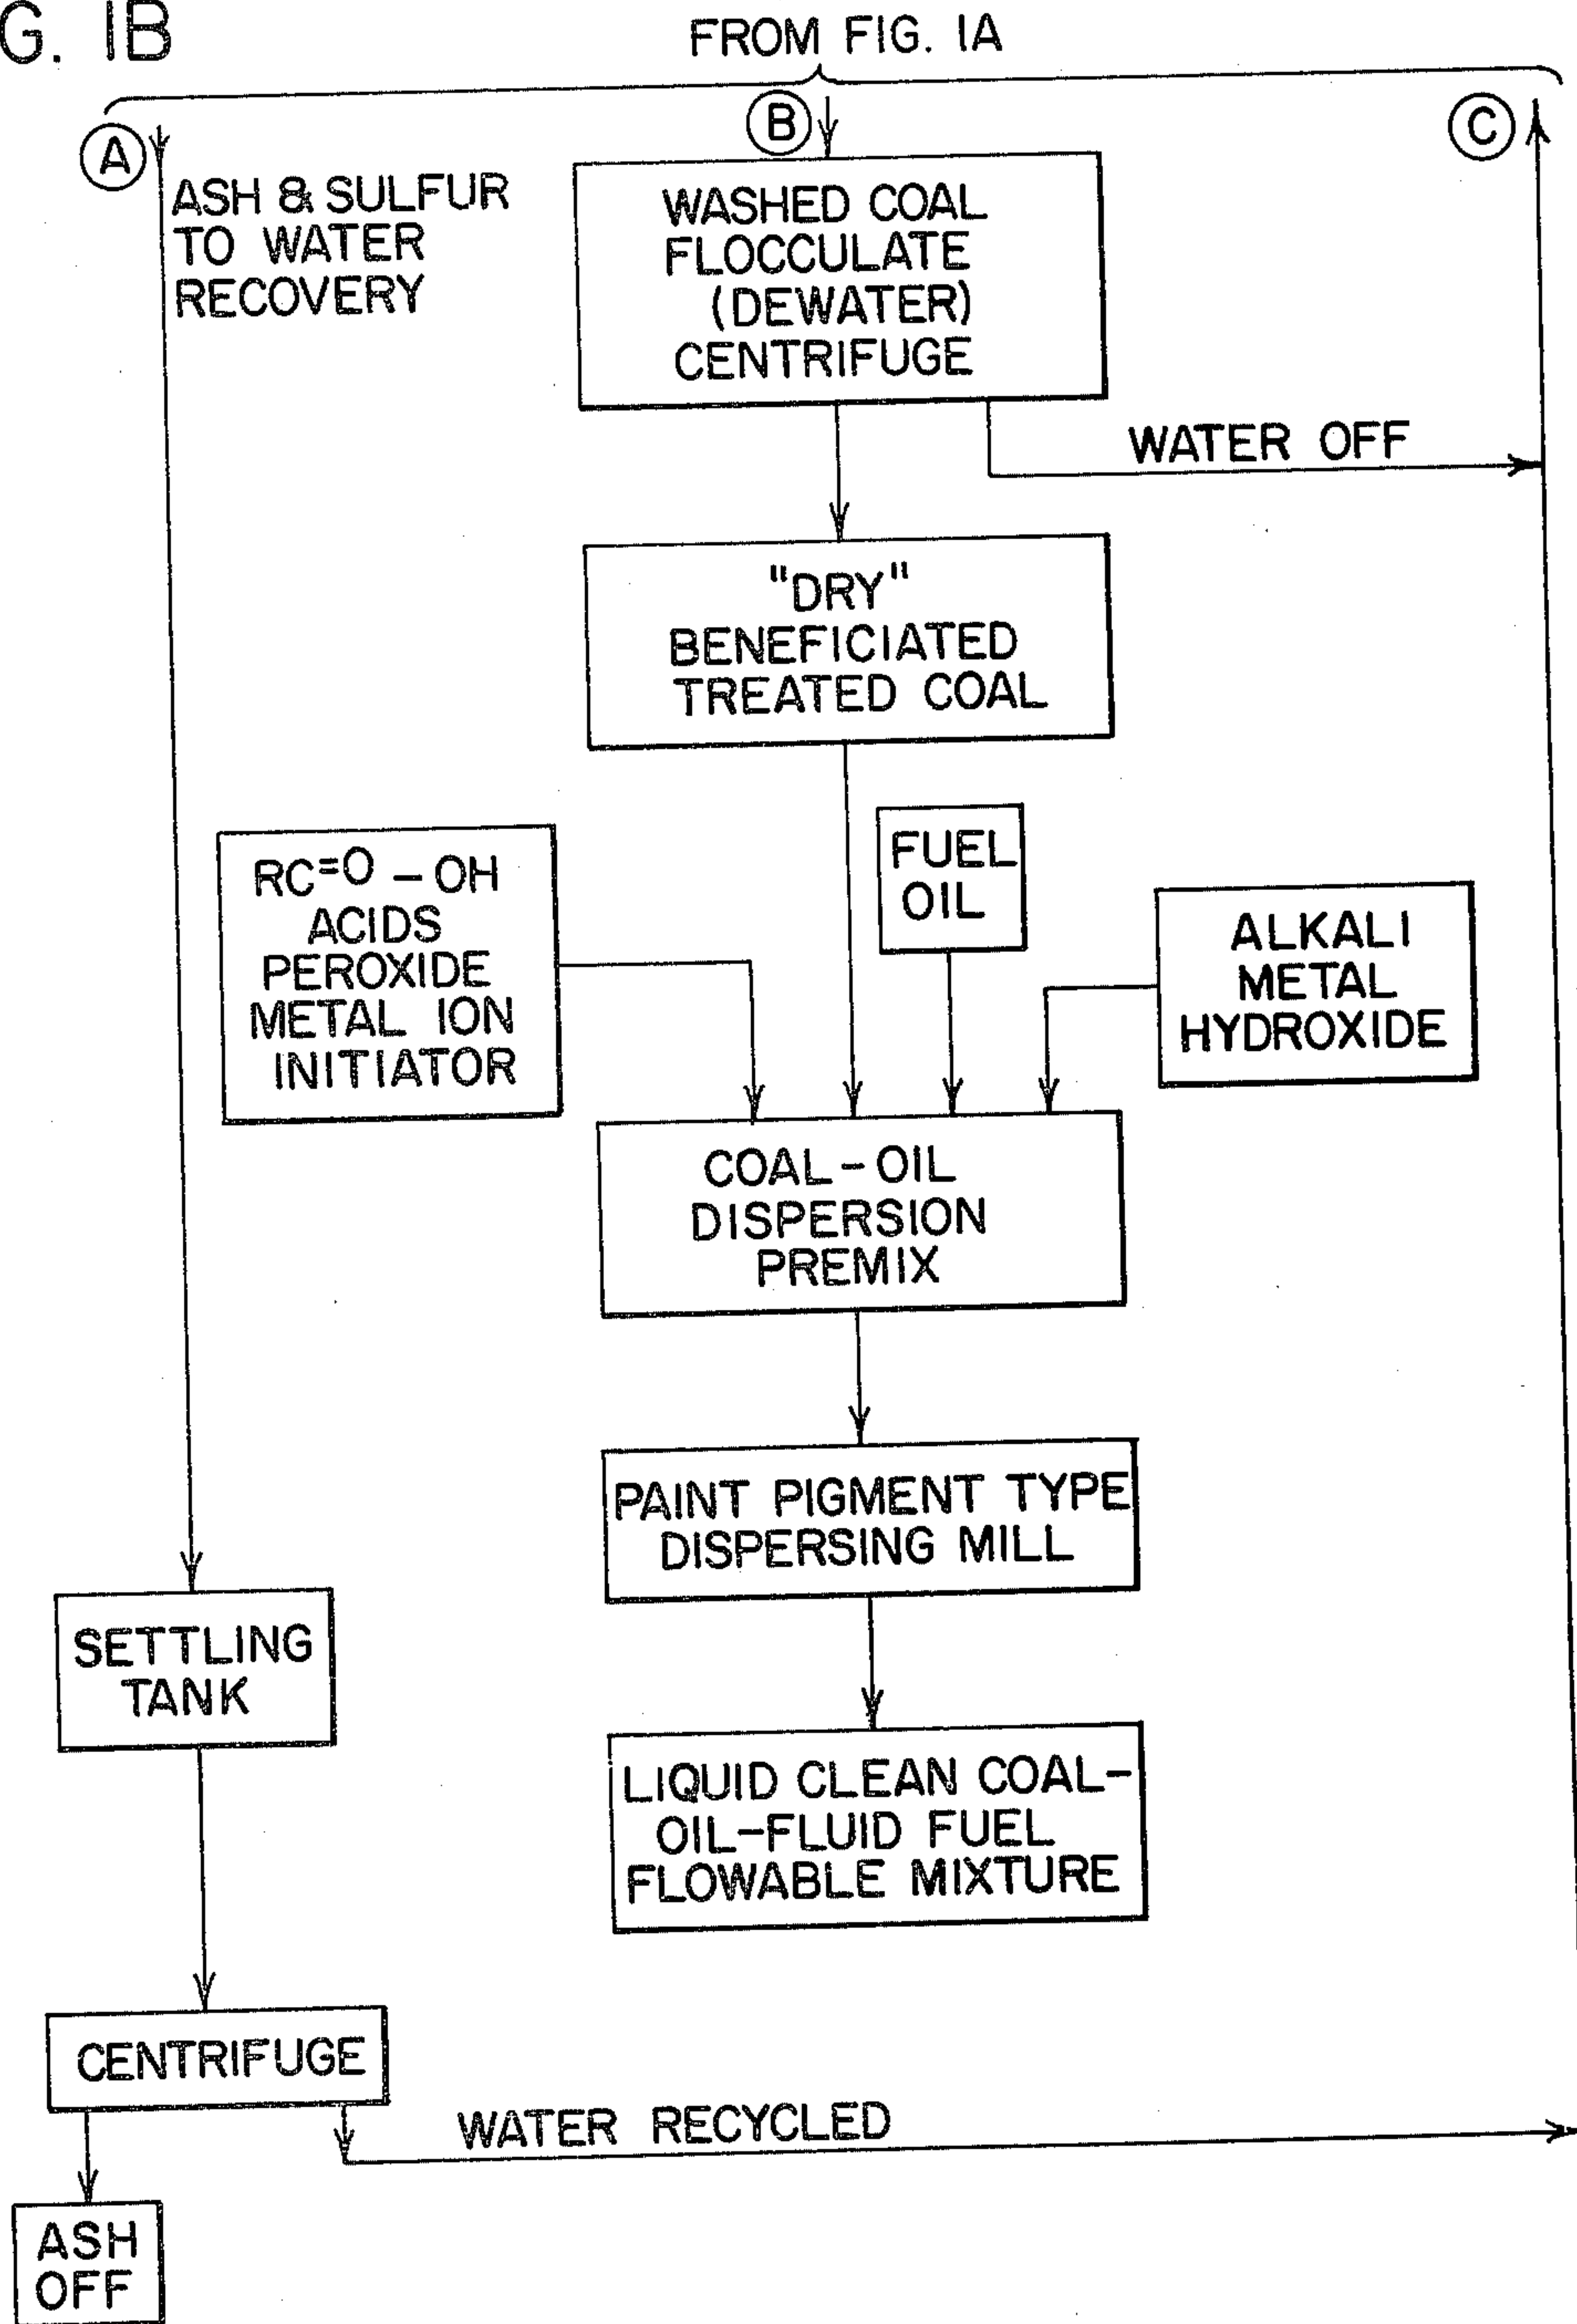 G. 1B
FROM FIG. 1A
A
B
C
ASH & SULFUR
TO WATER
RECOVERY
WASHED COAL
FLOCCULATE
(DEWATER)
CENTRIFUGE
WATER OFF
"DRY"
BENEFICIATED
TREATED COAL
RC=O – OH
ACIDS
PEROXIDE
METAL ION
INITIATOR
FUEL
OIL
ALKALI
METAL
HYDROXIDE
COAL–OIL
DISPERSION
PREMIX
PAINT PIGMENT TYPE
DISPERSING MILL
SETTLING
TANK
LIQUID CLEAN COAL–
OIL–FLUID FUEL
FLOWABLE MIXTURE
CENTRIFUGE
WATER RECYCLED
ASH
OFF